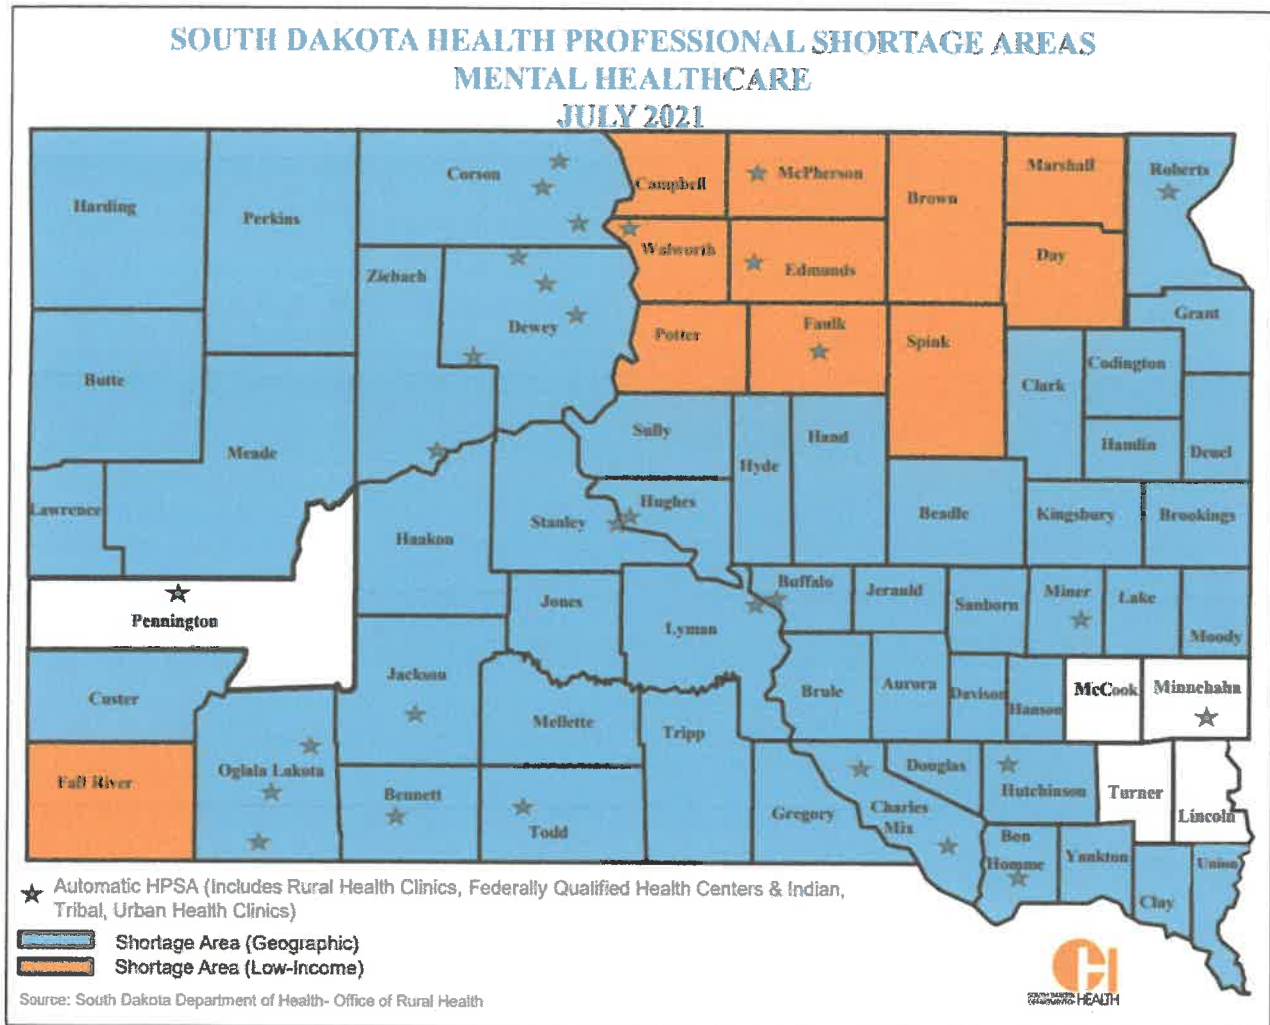 SOUTH DAKOTA HEALTH PROFESSIONAL SHORTAGE AREAS
MENTAL HEALTHCARE
JULY 2021
Harding
Perkins
Corson
Campbell
McPherson
Brown
Marshall
Roberts
Ziebach
Dewey
Walworth
Edmunds
Day
Grant
Butte
Meade
Potter
Faulk
Spink
Clark
Codington
Hamlin
Deuel
Lawrence
Haakon
Stanley
Sully
Hughes
Hyde
Hand
Beadle
Kingsbury
Brookings
Pennington
Jones
Lyman
Buffalo
Jerauld
Sanborn
Miner
Lake
Moody
Custer
Jackson
Mellette
Tripp
Brule
Aurora
Davison
Hanson
McCook
Minnehaha
Fall River
Oglala Lakota
Bennett
Todd
Gregory
Charles
Mix
Douglas
Hutchinson
Turner
Lincoln
Bon
Homme
Yankton
Clay
Union
Automatic HPSA (Includes Rural Health Clinics, Federally Qualified Health Centers & Indian,
Tribal, Urban Health Clinics)
Shortage Area (Geographic)
Shortage Area (Low-Income)
Source: South Dakota Department of Health- Office of Rural Health
SOUTH DAKOTA
DEPARTMENT OF HEALTH